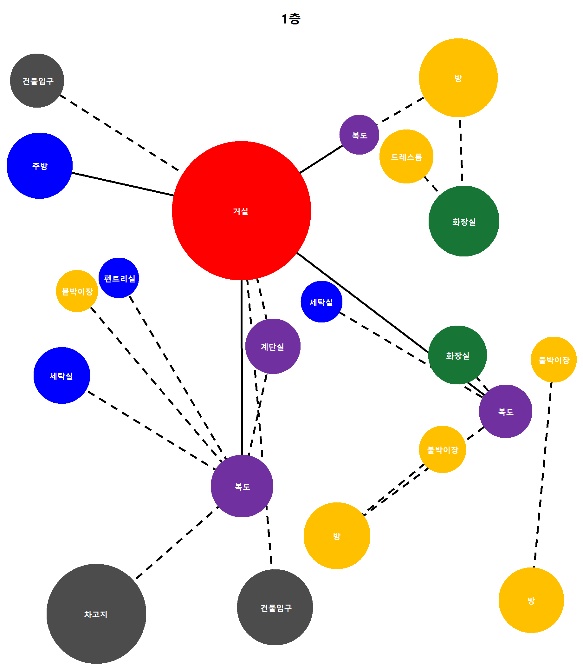 1층
건물입구
방
복도
주방
드레스룸
거실
화장실
팬트리실
붙박이장
세탁실
계단실
화장실
붙박이장
세탁실
복도
붙박이장
복도
방
방
건물입구
차고지